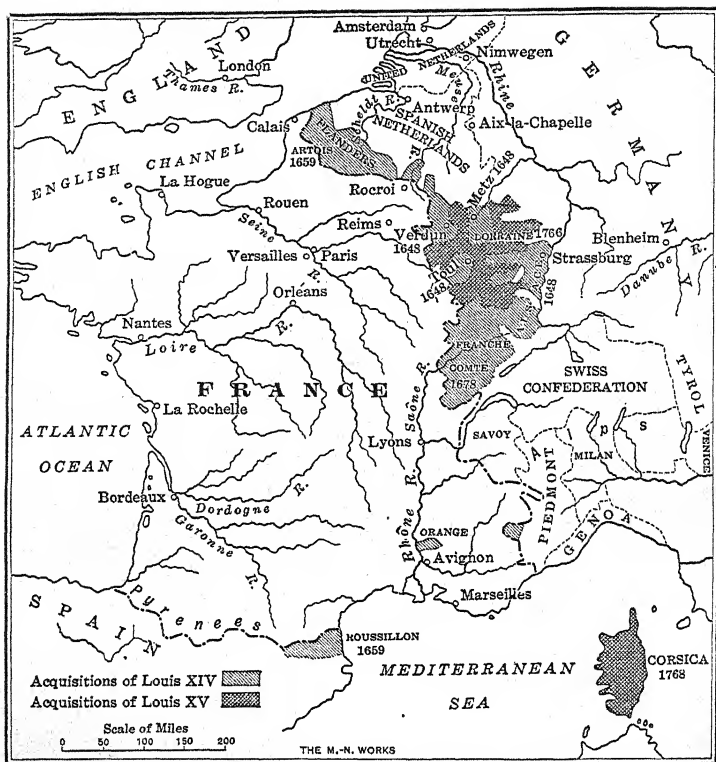 ENGLAND
London
Thames R.
Amsterdam
Utrecht
Nimwegen
UNITED NETHERLANDS
GERMANY
Meuse
Rhine
Scheldt R.
Antwerp
SPANISH
NETHERLANDS
Aix-la-Chapelle
Calais
FLANDERS
ARTOIS
1659
R.
ENGLISH CHANNEL
La Hogue
Rocroi
Metz 1648
Rouen
Seine
R.
Reims
Verdun
1648
LORRAINE 1766
Blenheim
Versailles
Paris
Toul
1648
ALSACE
1648
Strassburg
Danube R.
Orléans
Nantes
Loire
R.
FRANCHE
COMTÉ
1678
SWISS
CONFEDERATION
TYROL
FRANCE
La Rochelle
Saône R.
ATLANTIC
OCEAN
Lyons
SAVOY
Alps
PIEDMONT
MILAN
VENICE
Bordeaux
Dordogne
R.
Garonne
R.
Rhône R.
ORANGE
Avignon
GENOA
Marseilles
SPAIN
Pyrenees
ROUSSILLON
1659
MEDITERRANEAN
SEA
CORSICA
1768
Acquisitions of Louis XIV
Acquisitions of Louis XV
Scale of Miles
0 50 100 150 200
THE M.-N. WORKS